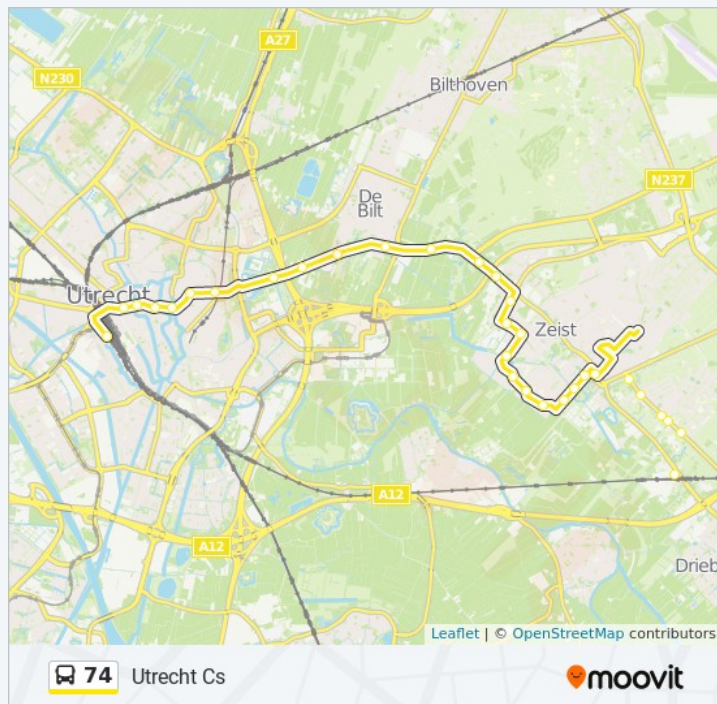 A27
N230
Bilthoven
N237
De
Bilt
Utrecht
Zeist
A12
A12
Drieb
Leaflet | © OpenStreetMap contributors
74 Utrecht Cs
moovit